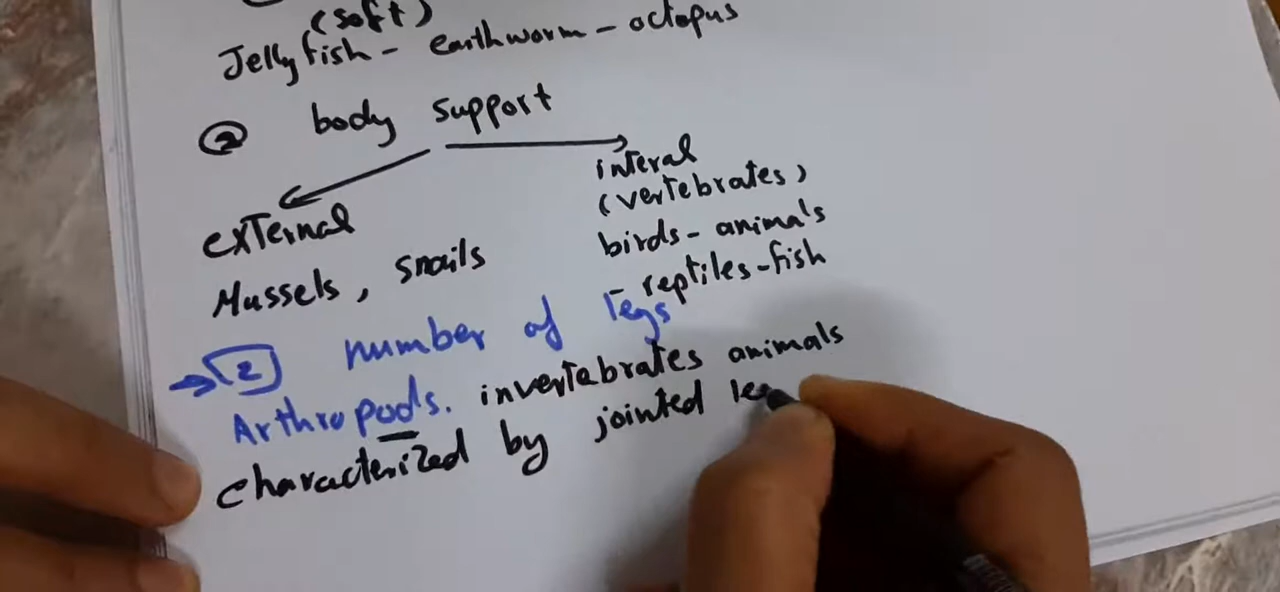 (soft)
Jelly fish - earthworm - octopus
② body support
external
Mussels, snails
interal
(vertebrates)
birds - animals
- reptiles - fish
→ 2 number of legs
Arthropods. invertebrates animals
characterized by jointed leg